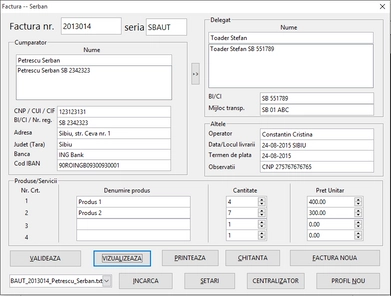 Factura -- Serban
Factura nr. 2013014 seria SBAUT
Cumparator
Nume
Petrescu Serban
Petrescu Serban SB 2342323
>>
CNP / CUI / CIF 123123131
BI/CI / Nr. reg. SB 2342323
Adresa Sibiu, str. Ceva nr. 1
Judet (Tara) Sibiu
Banca ING Bank
Cod IBAN 90ROINGB09300930001
Delegat
Nume
Toader Stefan
Toader Stefan SB 551789
BI/CI SB 551789
Mijloc transp. SB 01 ABC
Altele
Operator Constantin Cristina
Data/Locul livrarii 24-08-2015 SIBIU
Termen de plata 24-08-2015
Observatii CNP 275767676765
Produse/Servicii
Nr. Crt. Denumire produs Cantitate Pret Unitar
1 Produs 1 4 400.00
2 Produs 2 7 300.00
3 1 0.00
4 1 0.00
VALIDEAZA VIZUALIZEAZA PRINTEAZA CHITANTA FACTURA NOUA
BAUT_2013014_Petrescu_Serban.txt INCARCA SETARI CENTRALIZATOR PROFIL NOU